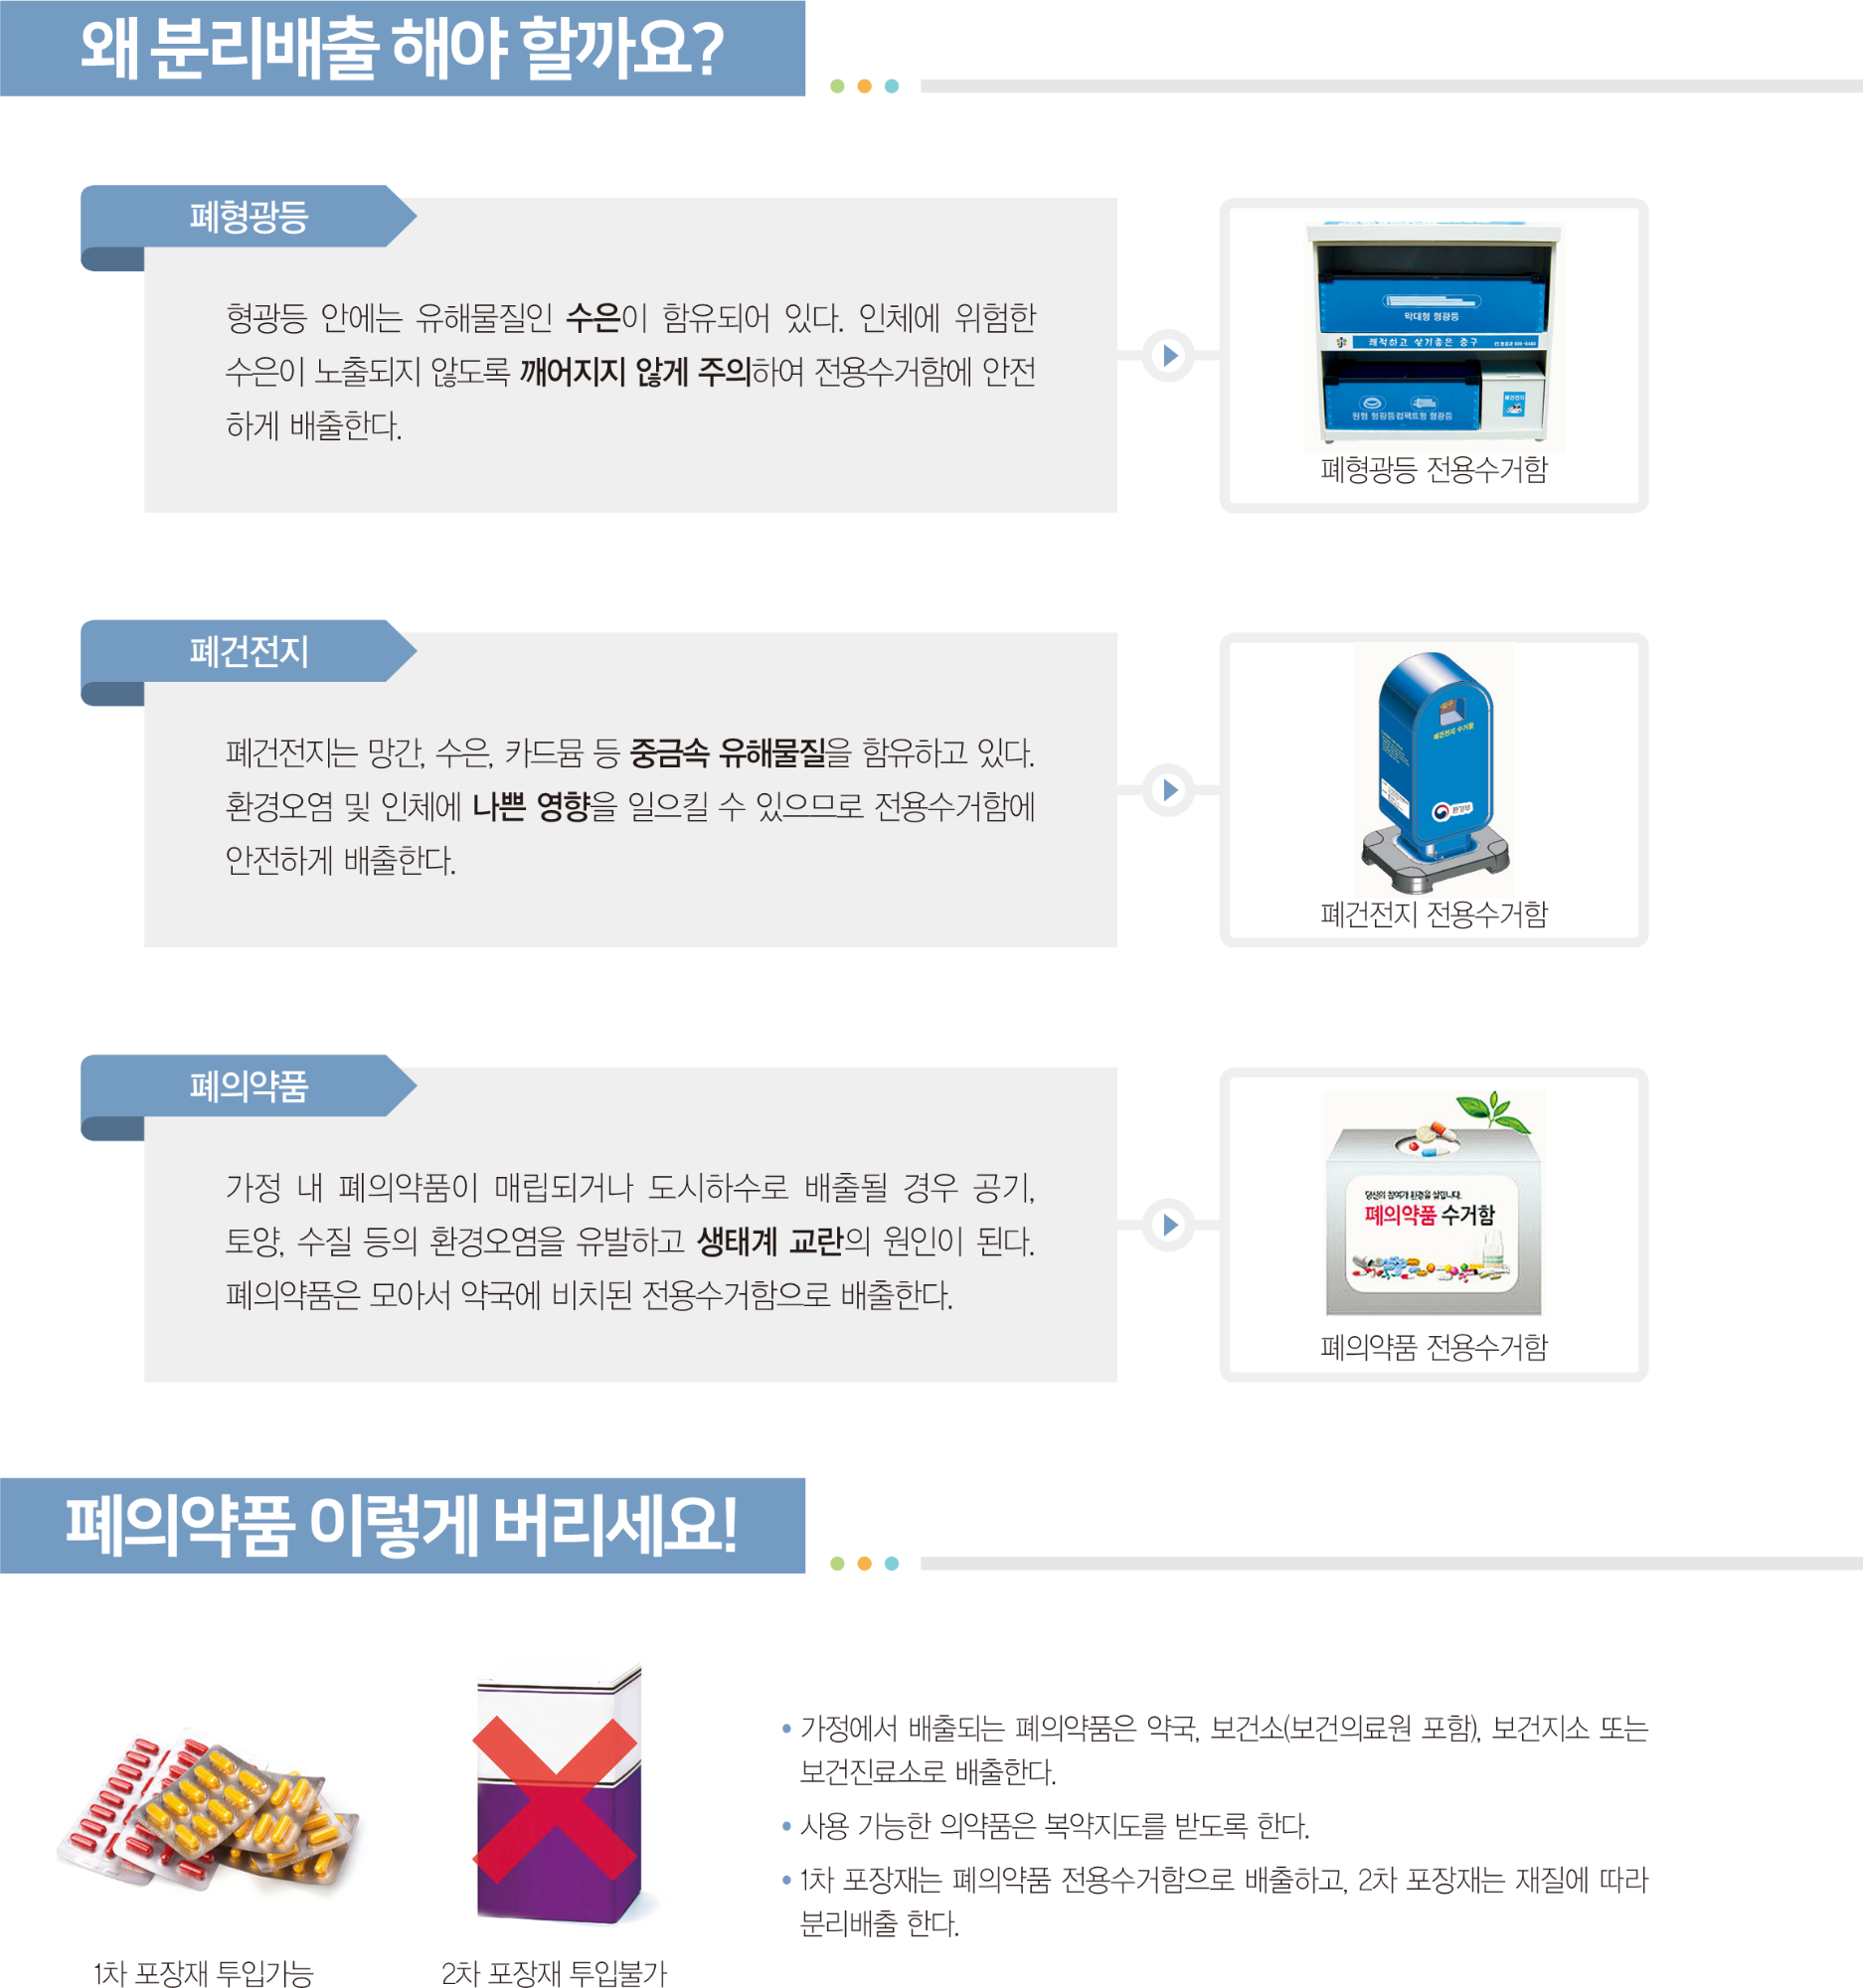 왜 분리배출 해야 할까요?
폐형광등
형광등 안에는 유해물질인 수은이 함유되어 있다. 인체에 위험한
수은이 노출되지 않도록 깨어지지 않게 주의하여 전용수거함에 안전
하게 배출한다.
막대형 형광등
쾌적하고 살기좋은 중구
원형 형광등 컴팩트형 형광등
폐건전지
폐형광등 전용수거함
폐건전지
폐건전지는 망간, 수은, 카드뮴 등 중금속 유해물질을 함유하고 있다.
환경오염 및 인체에 나쁜 영향을 일으킬 수 있으므로 전용수거함에
안전하게 배출한다.
폐건전지 수거함
환경부
폐건전지 전용수거함
폐의약품
가정 내 폐의약품이 매립되거나 도시하수로 배출될 경우 공기,
토양, 수질 등의 환경오염을 유발하고 생태계 교란의 원인이 된다.
폐의약품은 모아서 약국에 비치된 전용수거함으로 배출한다.
당신의 참여가 환경을 살립니다.
폐의약품 수거함
폐의약품 전용수거함
폐의약품 이렇게 버리세요!
• 가정에서 배출되는 폐의약품은 약국, 보건소(보건의료원 포함), 보건지소 또는
보건진료소로 배출한다.
• 사용 가능한 의약품은 복약지도를 받도록 한다.
• 1차 포장재는 폐의약품 전용수거함으로 배출하고, 2차 포장재는 재질에 따라
분리배출 한다.
1차 포장재 투입가능
2차 포장재 투입불가